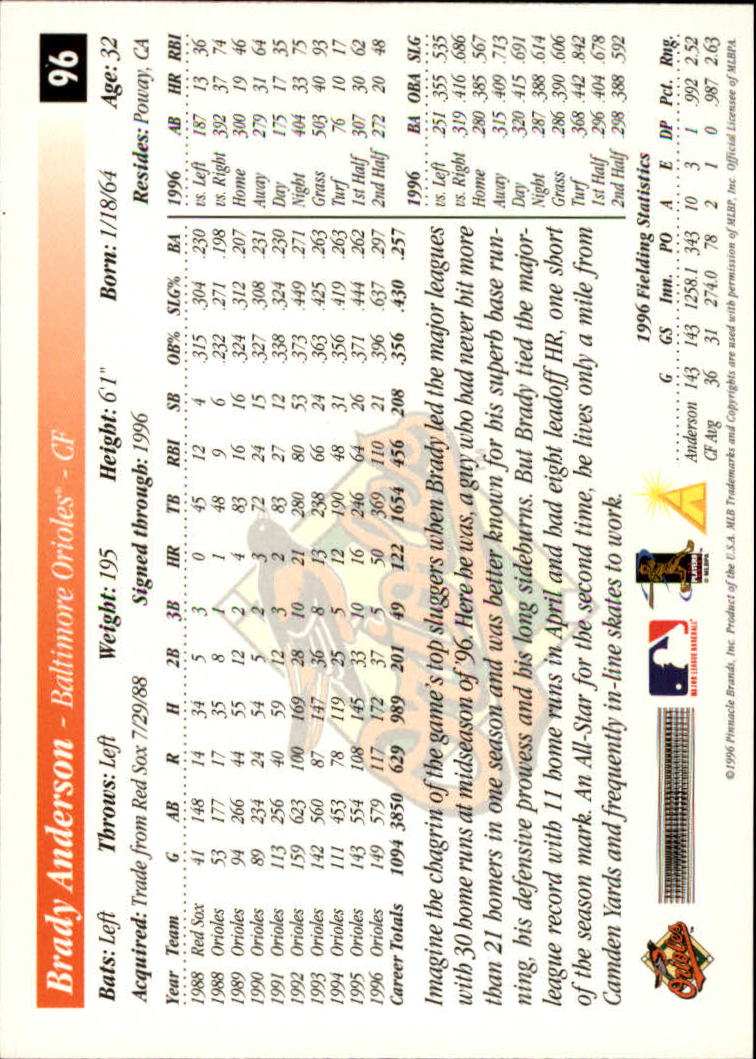 Brady Anderson - Baltimore Orioles® - CF 96
Bats: Left Throws: Left Weight: 195 Height: 6'1" Born: 1/18/64 Age: 32
Acquired: Trade from Red Sox 7/29/88 Signed through: 1996 Resides: Poway, CA
Year Team G AB R H 2B 3B HR TB RBI SB OB% SLG% BA
1988 Red Sox 41 148 14 34 5 3 0 45 12 4 .315 .304 .230
1988 Orioles 53 177 17 35 8 1 1 48 9 6 .232 .271 .198
1989 Orioles 94 266 44 55 12 2 4 83 16 16 .324 .312 .207
1990 Orioles 89 234 24 54 5 2 3 72 24 15 .327 .308 .231
1991 Orioles 113 256 40 59 12 3 2 83 27 12 .338 .324 .230
1992 Orioles 159 623 100 169 28 10 21 280 80 53 .373 .449 .271
1993 Orioles 142 560 87 147 36 8 13 238 66 24 .363 .425 .263
1994 Orioles 111 453 78 119 25 5 12 190 48 31 .356 .419 .263
1995 Orioles 143 554 108 145 33 10 16 246 64 26 .371 .444 .262
1996 Orioles 149 579 117 172 37 5 50 369 110 21 .396 .637 .297
Career Totals 1094 3850 629 989 201 49 122 1654 456 208 .356 .430 .257
1996 AB HR RBI
vs. Left 187 13 36
vs. Right 392 37 74
Home 300 19 46
Away 279 31 64
Day 175 17 35
Night 404 33 75
Grass 503 40 93
Turf 76 10 17
1st Half 307 30 62
2nd Half 272 20 48
Imagine the chagrin of the game's top sluggers when Brady led the major leagues
with 30 home runs at midseason of '96. Here he was, a guy who had never hit more
than 21 homers in one season and was better known for his superb base run-
ning, his defensive prowess and his long sideburns. But Brady tied the major-
league record with 11 home runs in April and had eight leadoff HR, one short
of the season mark. An All-Star for the second time, he lives only a mile from
Camden Yards and frequently in-line skates to work.
1996 BA OBA SLG
vs. Left .251 .355 .535
vs. Right .319 .416 .686
Home .280 .385 .567
Away .315 .409 .713
Day .320 .415 .691
Night .287 .388 .614
Grass .286 .390 .606
Turf .368 .442 .842
1st Half .296 .404 .678
2nd Half .298 .388 .592
Orioles
MAJOR LEAGUE BASEBALL
PLAYERS
© MLBPA
1996 Fielding Statistics
G GS Inn. PO A E DP Pct. Rng.
Anderson 143 143 1258.1 343 10 3 1 .992 2.52
CF Avg 36 31 274.0 78 2 1 0 .987 2.63
©1996 Pinnacle Brands, Inc. Product of the U.S.A. MLB Trademarks and Copyrights are used with permission of MLBP, Inc. Official Licensee of MLBPA